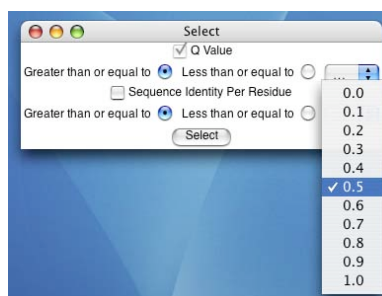 Select
Q Value
Greater than or equal to Less than or equal to ...
Sequence Identity Per Residue
Greater than or equal to Less than or equal to
Select
0.0
0.1
0.2
0.3
0.4
✓ 0.5
0.6
0.7
0.8
0.9
1.0